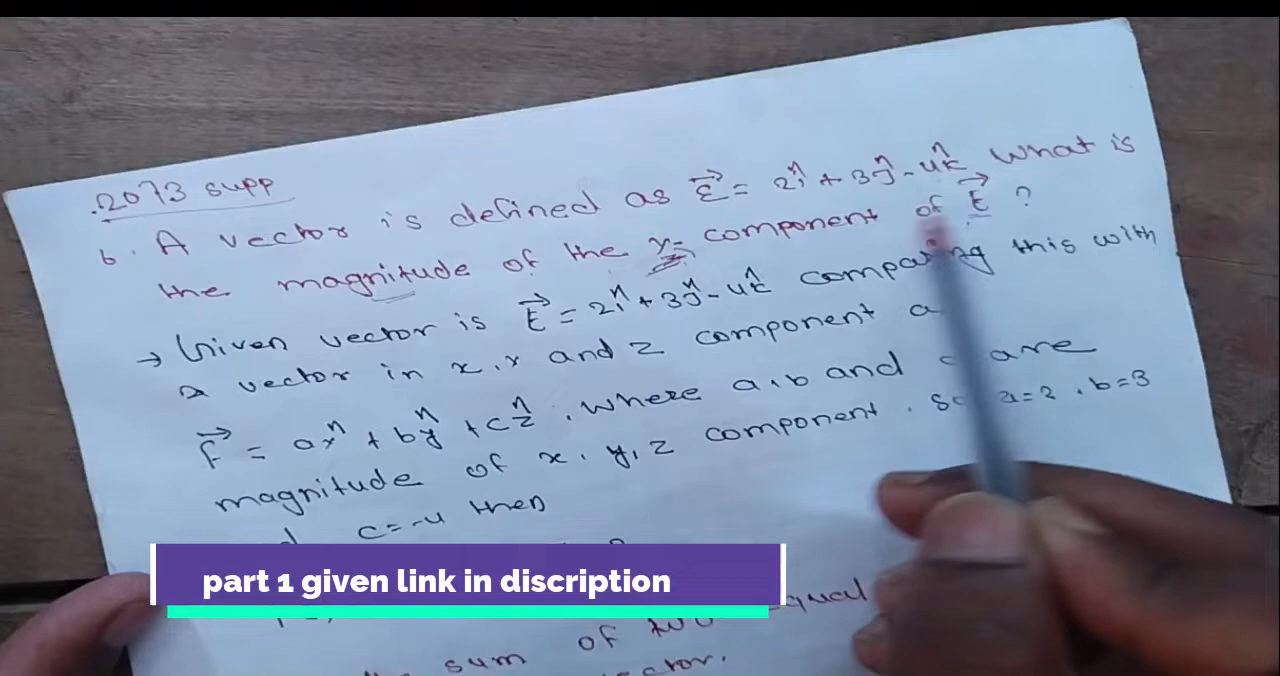 .2073 supp
6. A vector is defined as E⃗ = 2î + 3ĵ - 4k̂ What is
the magnitude of the y- component of E⃗ ?
→ Given vector is E⃗ = 2î + 3ĵ - 4k̂ comparing this with
a vector in x, y and z component
F⃗ = ax̂ + bŷ + cẑ . Where a, b and c are
magnitude of x, y, z component . So a=2 , b=3
c=-4 then
part 1 given link in discription
of two equal
sum